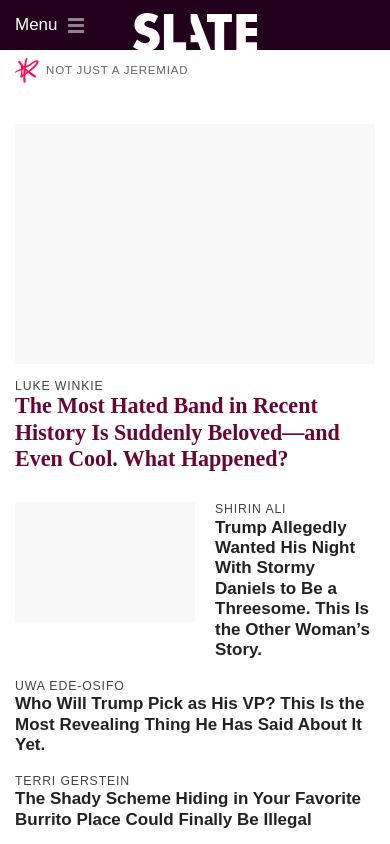 Menu
SLATE
NOT JUST A JEREMIAD
LUKE WINKIE
The Most Hated Band in Recent
History Is Suddenly Beloved—and
Even Cool. What Happened?
SHIRIN ALI
Trump Allegedly
Wanted His Night
With Stormy
Daniels to Be a
Threesome. This Is
the Other Woman’s
Story.
UWA EDE-OSIFO
Who Will Trump Pick as His VP? This Is the
Most Revealing Thing He Has Said About It
Yet.
TERRI GERSTEIN
The Shady Scheme Hiding in Your Favorite
Burrito Place Could Finally Be Illegal